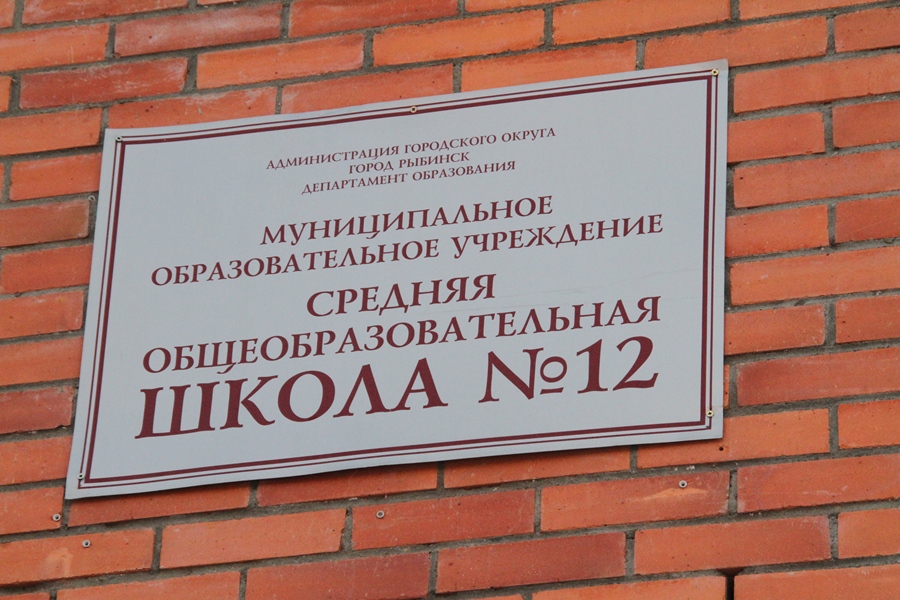 АДМИНИСТРАЦИЯ ГОРОДСКОГО ОКРУГА
ГОРОД РЫБИНСК
ДЕПАРТАМЕНТ ОБРАЗОВАНИЯ
МУНИЦИПАЛЬНОЕ
ОБРАЗОВАТЕЛЬНОЕ УЧРЕЖДЕНИЕ
СРЕДНЯЯ
ОБЩЕОБРАЗОВАТЕЛЬНАЯ
ШКОЛА №12